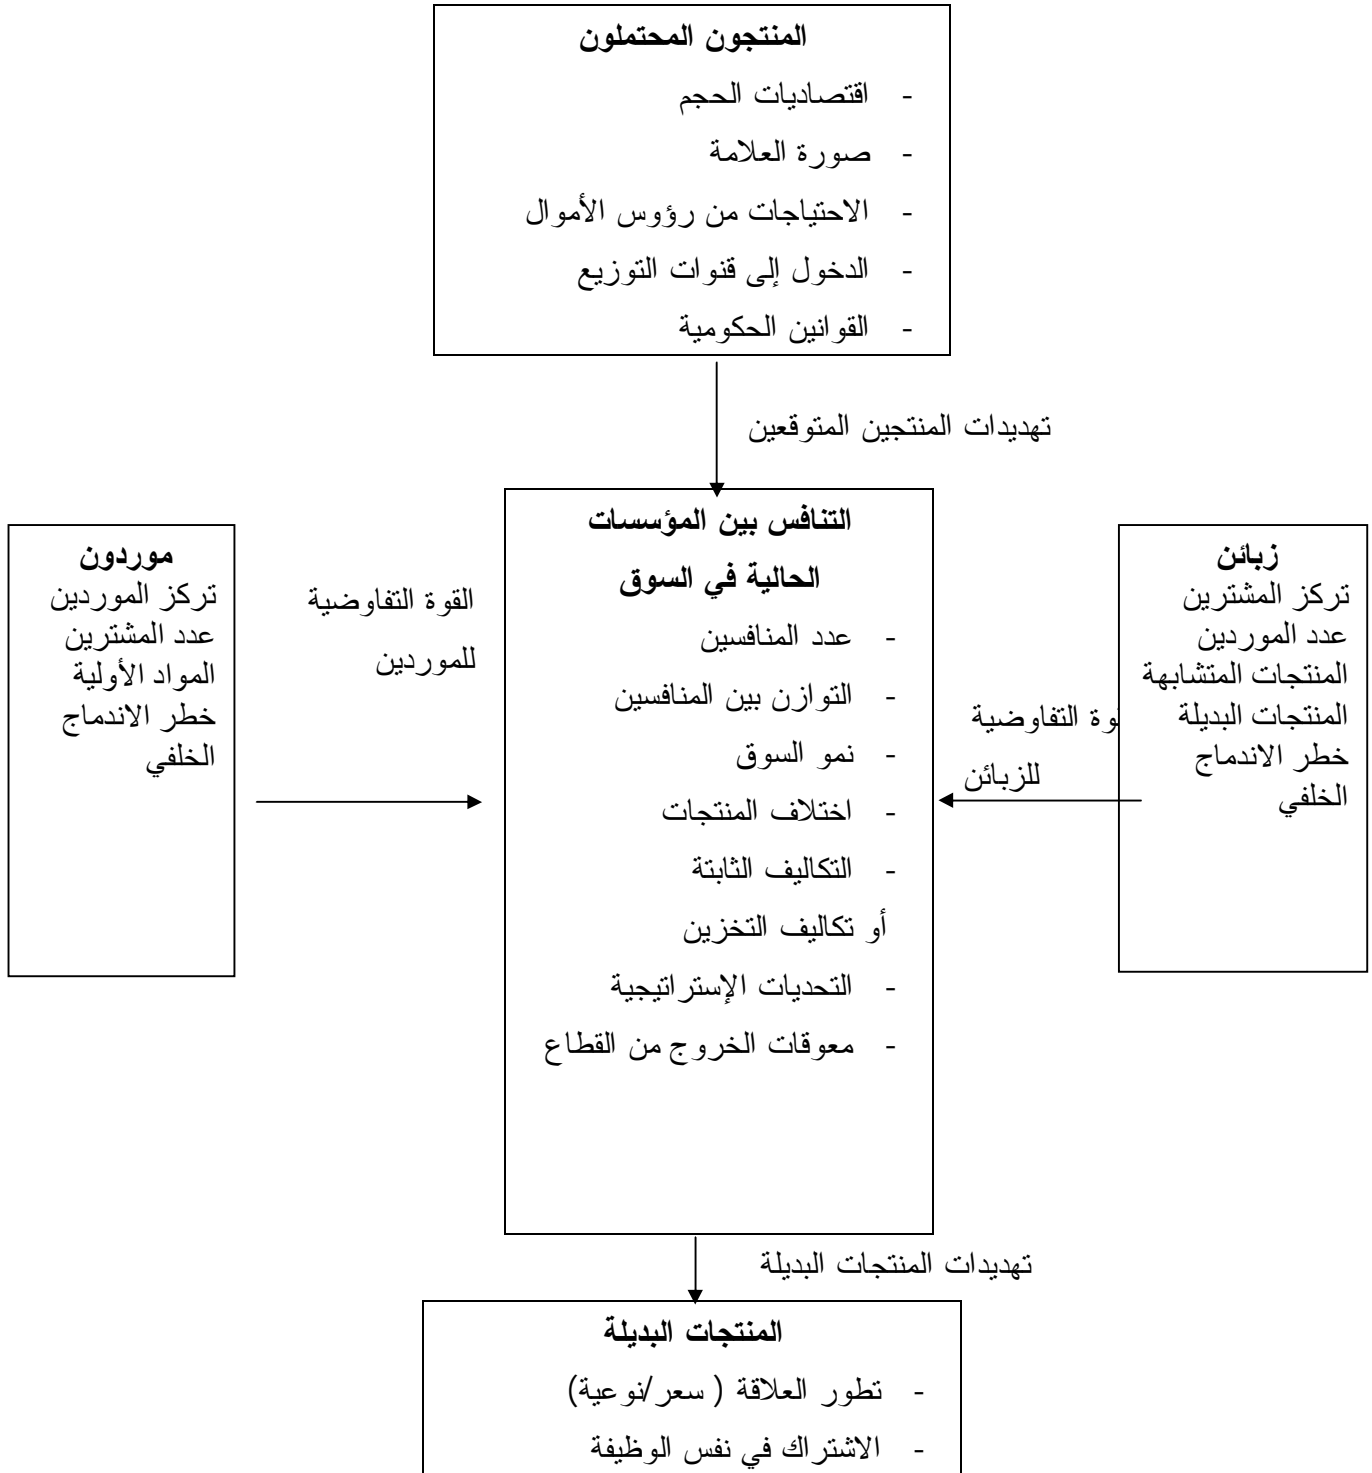 المنتجون المحتملون
- اقتصاديات الحجم
- صورة العلامة
- الاحتياجات من رؤوس الأموال
- الدخول إلى قنوات التوزيع
- القوانين الحكومية
تهديدات المنتجين المتوقعين
زبائن
تركز المشترين
عدد الموردين
المنتجات المتشابهة
المنتجات البديلة
خطر الاندماج
الخلفي
التفاوضية
للزبائن
التنافس بين المؤسسات
الحالية في السوق
- عدد المنافسين
- التوازن بين المنافسين
- نمو السوق
- اختلاف المنتجات
- التكاليف الثابتة
أو تكاليف التخزين
- التحديات الإستراتيجية
- معوقات الخروج من القطاع
القوة التفاوضية
للموردين
موردون
تركز الموردين
عدد المشترين
المواد الأولية
خطر الاندماج
الخلفي
تهديدات المنتجات البديلة
المنتجات البديلة
- تطور العلاقة ( سعر/نوعية)
- الاشتراك في نفس الوظيفة